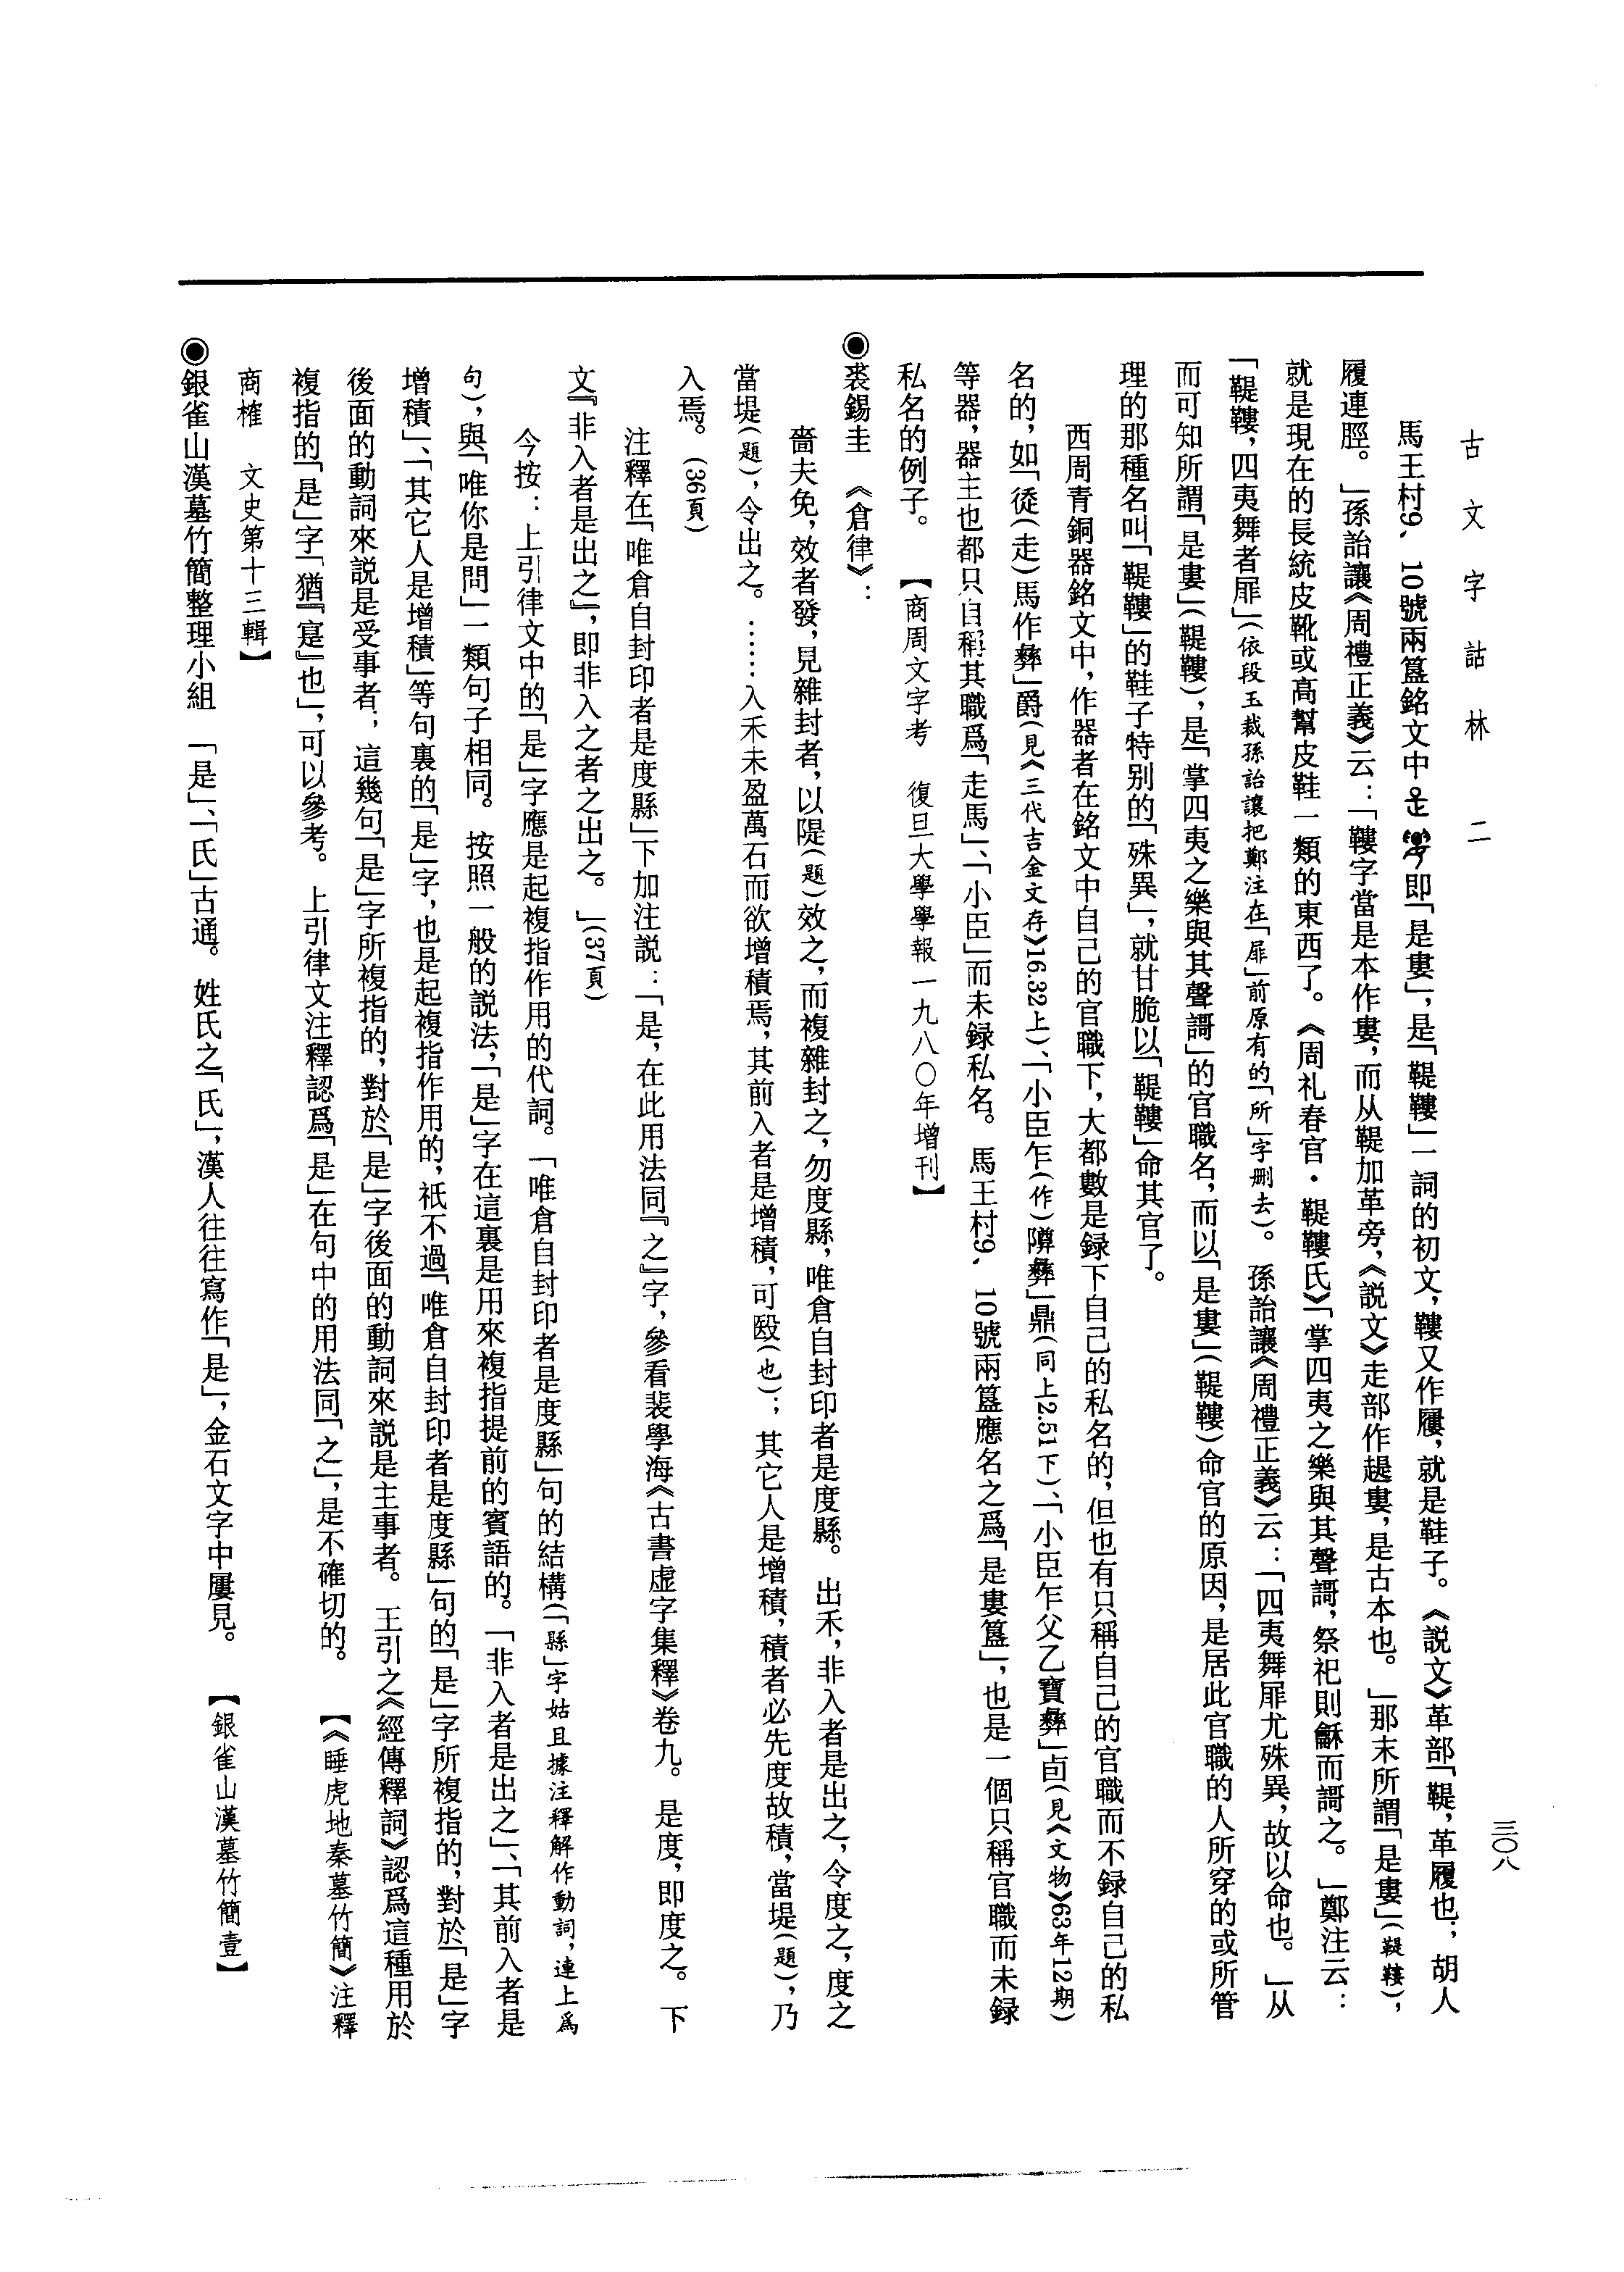 古文字詁林 二
三〇八
馬王村9、10號兩簋銘文中即「是婁」，是「鞮鞻」一詞的初文，鞻又作屨，就是鞋子。《説文》革部「鞮，革履也；胡人
履連脛。」孫詒讓《周禮正義》云：「鞻字當是本作婁，而从鞮加革旁，《説文》走部作趧婁，是古本也。」那末所謂「是婁」（鞮鞻），
就是現在的長統皮靴或高幫皮鞋一類的東西了。《周礼春官·鞮鞻氏》「掌四夷之樂與其聲謌，祭祀則龡而謌之。」鄭注云：
「鞮鞻，四夷舞者屝」（依段玉裁孫詒讓把鄭注在「屝」前原有的「所」字删去）。孫詒讓《周禮正義》云：「四夷舞屝尤殊異，故以命也。」从
而可知所謂「是婁」（鞮鞻），是「掌四夷之樂與其聲謌」的官職名，而以「是婁」（鞮鞻）命官的原因，是居此官職的人所穿的或所管
理的那種名叫「鞮鞻」的鞋子特别的「殊異」，就甘脆以「鞮鞻」命其官了。
西周青銅器銘文中，作器者在銘文中自己的官職下，大都數是録下自己的私名的，但也有只稱自己的官職而不録自己的私
名的，如「徒（走）馬作彝」爵（見《三代吉金文存》16.32上）、「小臣乍（作）障彝」鼎（同上2.51下）、「小臣乍父乙寶彝」卣（見《文物》63年12期）
等器，器主也都只自稱其職爲「走馬」、「小臣」而未録私名。馬王村9、10號兩簋應名之爲「是婁簋」，也是一個只稱官職而未録
私名的例子。 【商周文字考 復旦大學學報一九八〇年增刊】
◉裘錫圭 《倉律》：
嗇夫免，效者發，見雜封者，以隄（題）效之，而複雜封之，勿度縣，唯倉自封印者是度縣。出禾，非入者是出之，令度之，度之
當堤（題），令出之。……入禾未盈萬石而欲增積焉，其前入者是增積，可殹（也）；其它人是增積，積者必先度故積，當堤（題），乃
入焉。（36頁）
注釋在「唯倉自封印者是度縣」下加注説：「是，在此用法同『之』字，參看裴學海《古書虚字集釋》卷九。是度，即度之。下
文『非入者是出之』，即非入之者之出之。」（37頁）
今按：上引律文中的「是」字應是起複指作用的代詞。「唯倉自封印者是度縣」句的結構（「縣」字姑且據注釋解作動詞，連上爲
句），與「唯你是問」一類句子相同。按照一般的説法，「是」字在這裏是用來複指提前的賓語的。「非入者是出之」、「其前入者是
增積」、「其它人是增積」等句裏的「是」字，也是起複指作用的，祇不過「唯倉自封印者是度縣」句的「是」字所複指的，對於「是」字
後面的動詞來説是受事者，這幾句「是」字所複指的，對於「是」字後面的動詞來説是主事者。王引之《經傳釋詞》認爲這種用於
複指的「是」字「猶『寔』也」，可以參考。上引律文注釋認爲「是」在句中的用法同「之」，是不確切的。 【《睡虎地秦墓竹簡》注釋
商榷 文史第十三輯】
◉銀雀山漢墓竹簡整理小組 「是」、「氏」古通。姓氏之「氏」，漢人往往寫作「是」，金石文字中屢見。 【銀雀山漢墓竹簡壹】